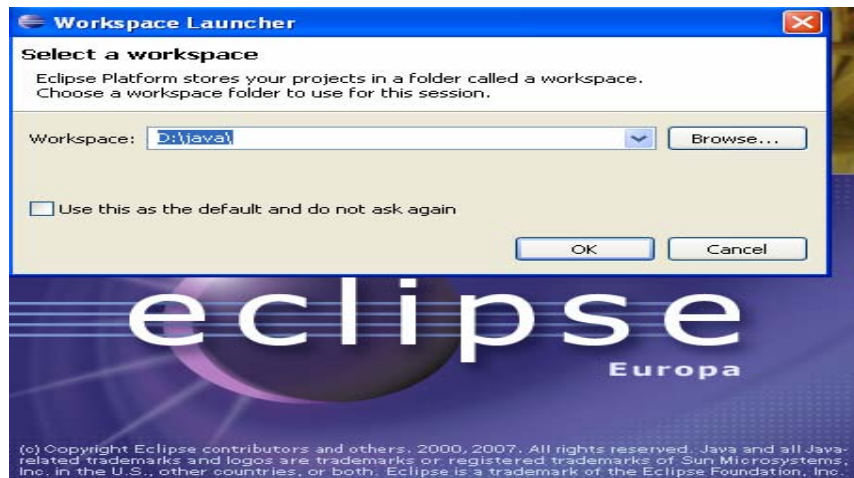 Workspace Launcher
Select a workspace
Eclipse Platform stores your projects in a folder called a workspace.
Choose a workspace folder to use for this session.
Workspace: D:\java\ Browse...
Use this as the default and do not ask again
OK Cancel
eclipse
Europa
(c) Copyright Eclipse contributors and others, 2000, 2007. All rights reserved. Java and all Java-
related trademarks and logos are trademarks or registered trademarks of Sun Microsystems,
Inc. in the U.S., other countries, or both. Eclipse is a trademark of the Eclipse Foundation, Inc.